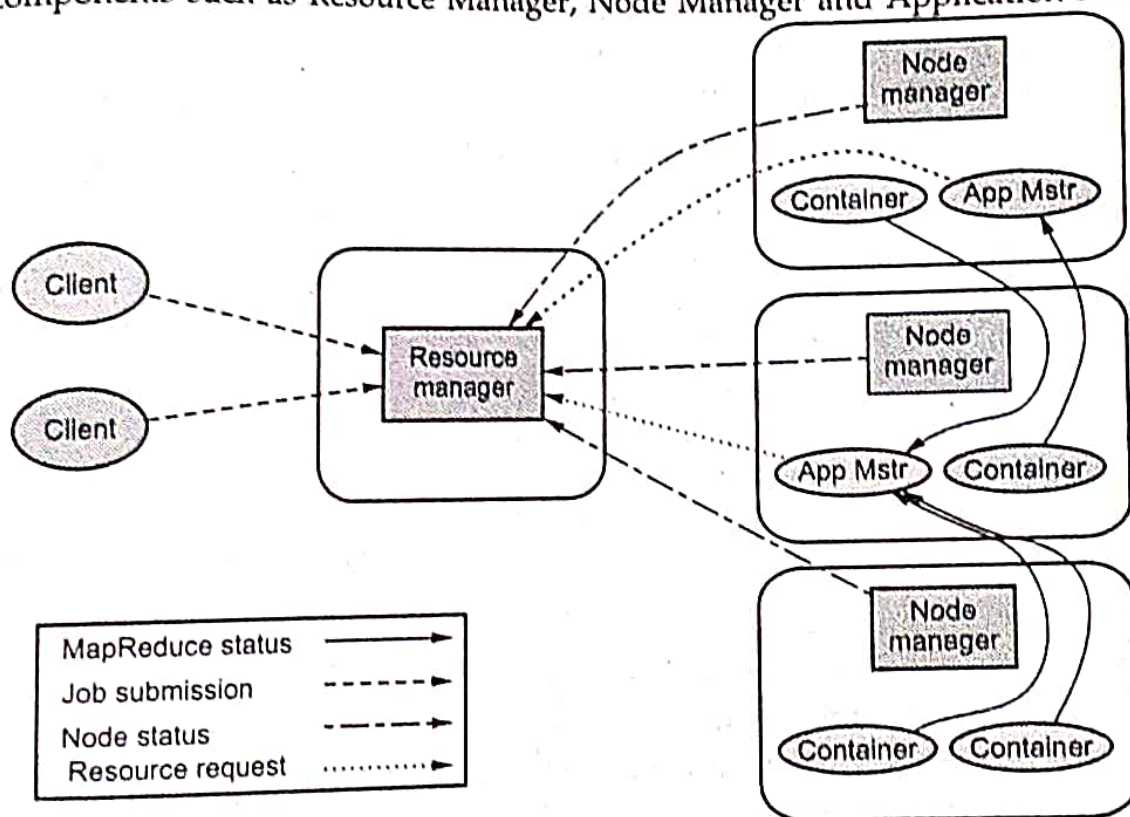 components such as Resource Manager, Node Manager and Application
Node
manager
Container
App Mstr
Client
Client
Resource
manager
Node
manager
App Mstr
Container
Node
manager
Container
Container
MapReduce status
Job submission
Node status
Resource request